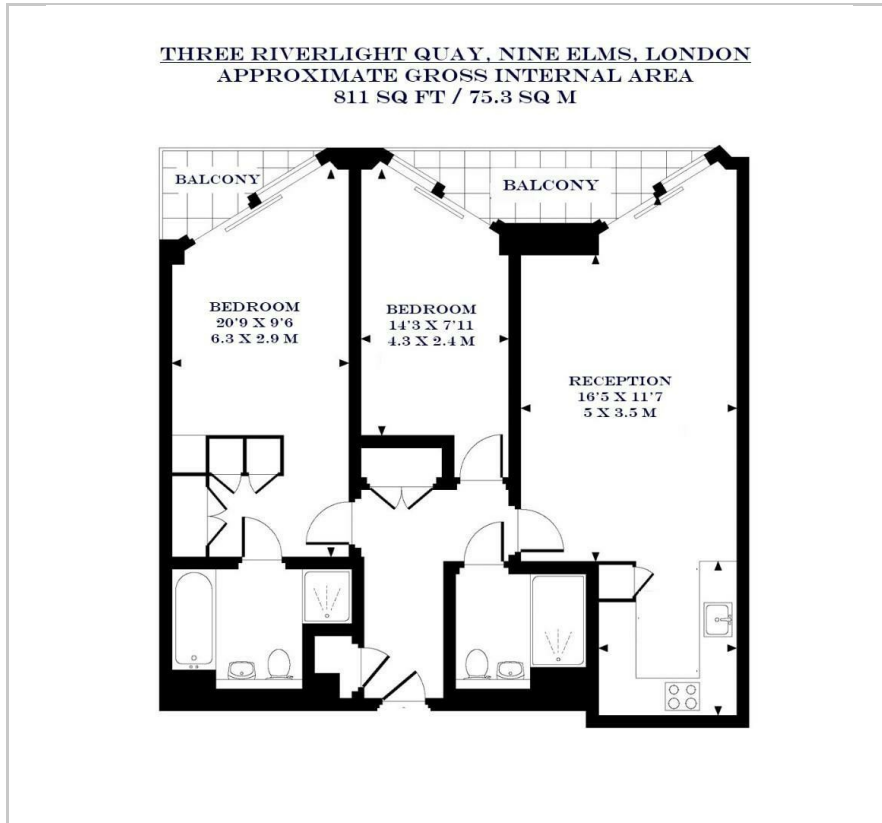 THREE RIVERLIGHT QUAY, NINE ELMS, LONDON
APPROXIMATE GROSS INTERNAL AREA
811 SQ FT / 75.3 SQ M
BALCONY
BALCONY
BEDROOM
20'9 X 9'6
6.3 X 2.9 M
BEDROOM
14'3 X 7'11
4.3 X 2.4 M
RECEPTION
16'5 X 11'7
5 X 3.5 M